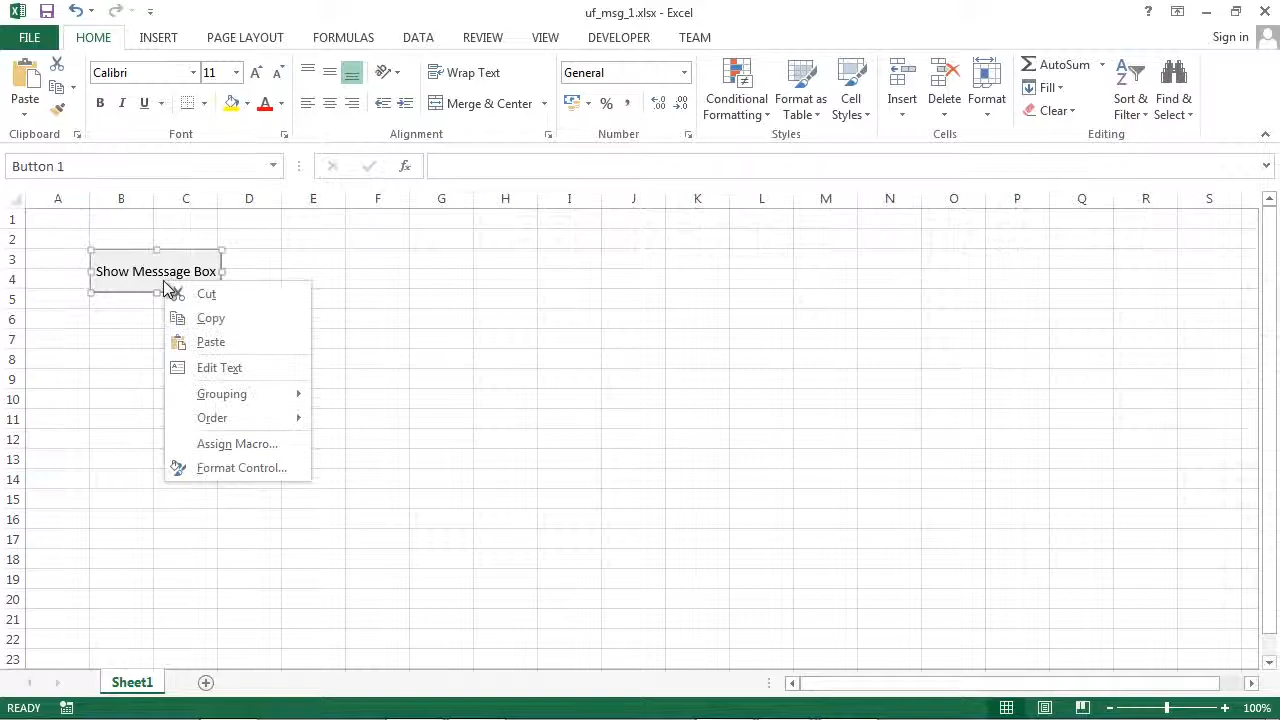 uf_msg_1.xlsx - Excel
?
FILE HOME INSERT PAGE LAYOUT FORMULAS DATA REVIEW VIEW DEVELOPER TEAM Sign in
Calibri 11 Wrap Text General AutoSum
Fill
Paste B I U A Merge & Center % Conditional Formatting Format as Table Cell Styles Insert Delete Format Clear Sort & Filter Find & Select
Clipboard Font Alignment Number Styles Cells Editing
Button 1 fx
A B C D E F G H I J K L M N O P Q R S
1
2
3
Show Messsage Box
4
Cut
5
Copy
6
Paste
7
Edit Text
8
9
Grouping
10
Order
11
Assign Macro...
12
13
Format Control...
14
15
16
17
18
19
20
21
22
23
Sheet1
READY 100%